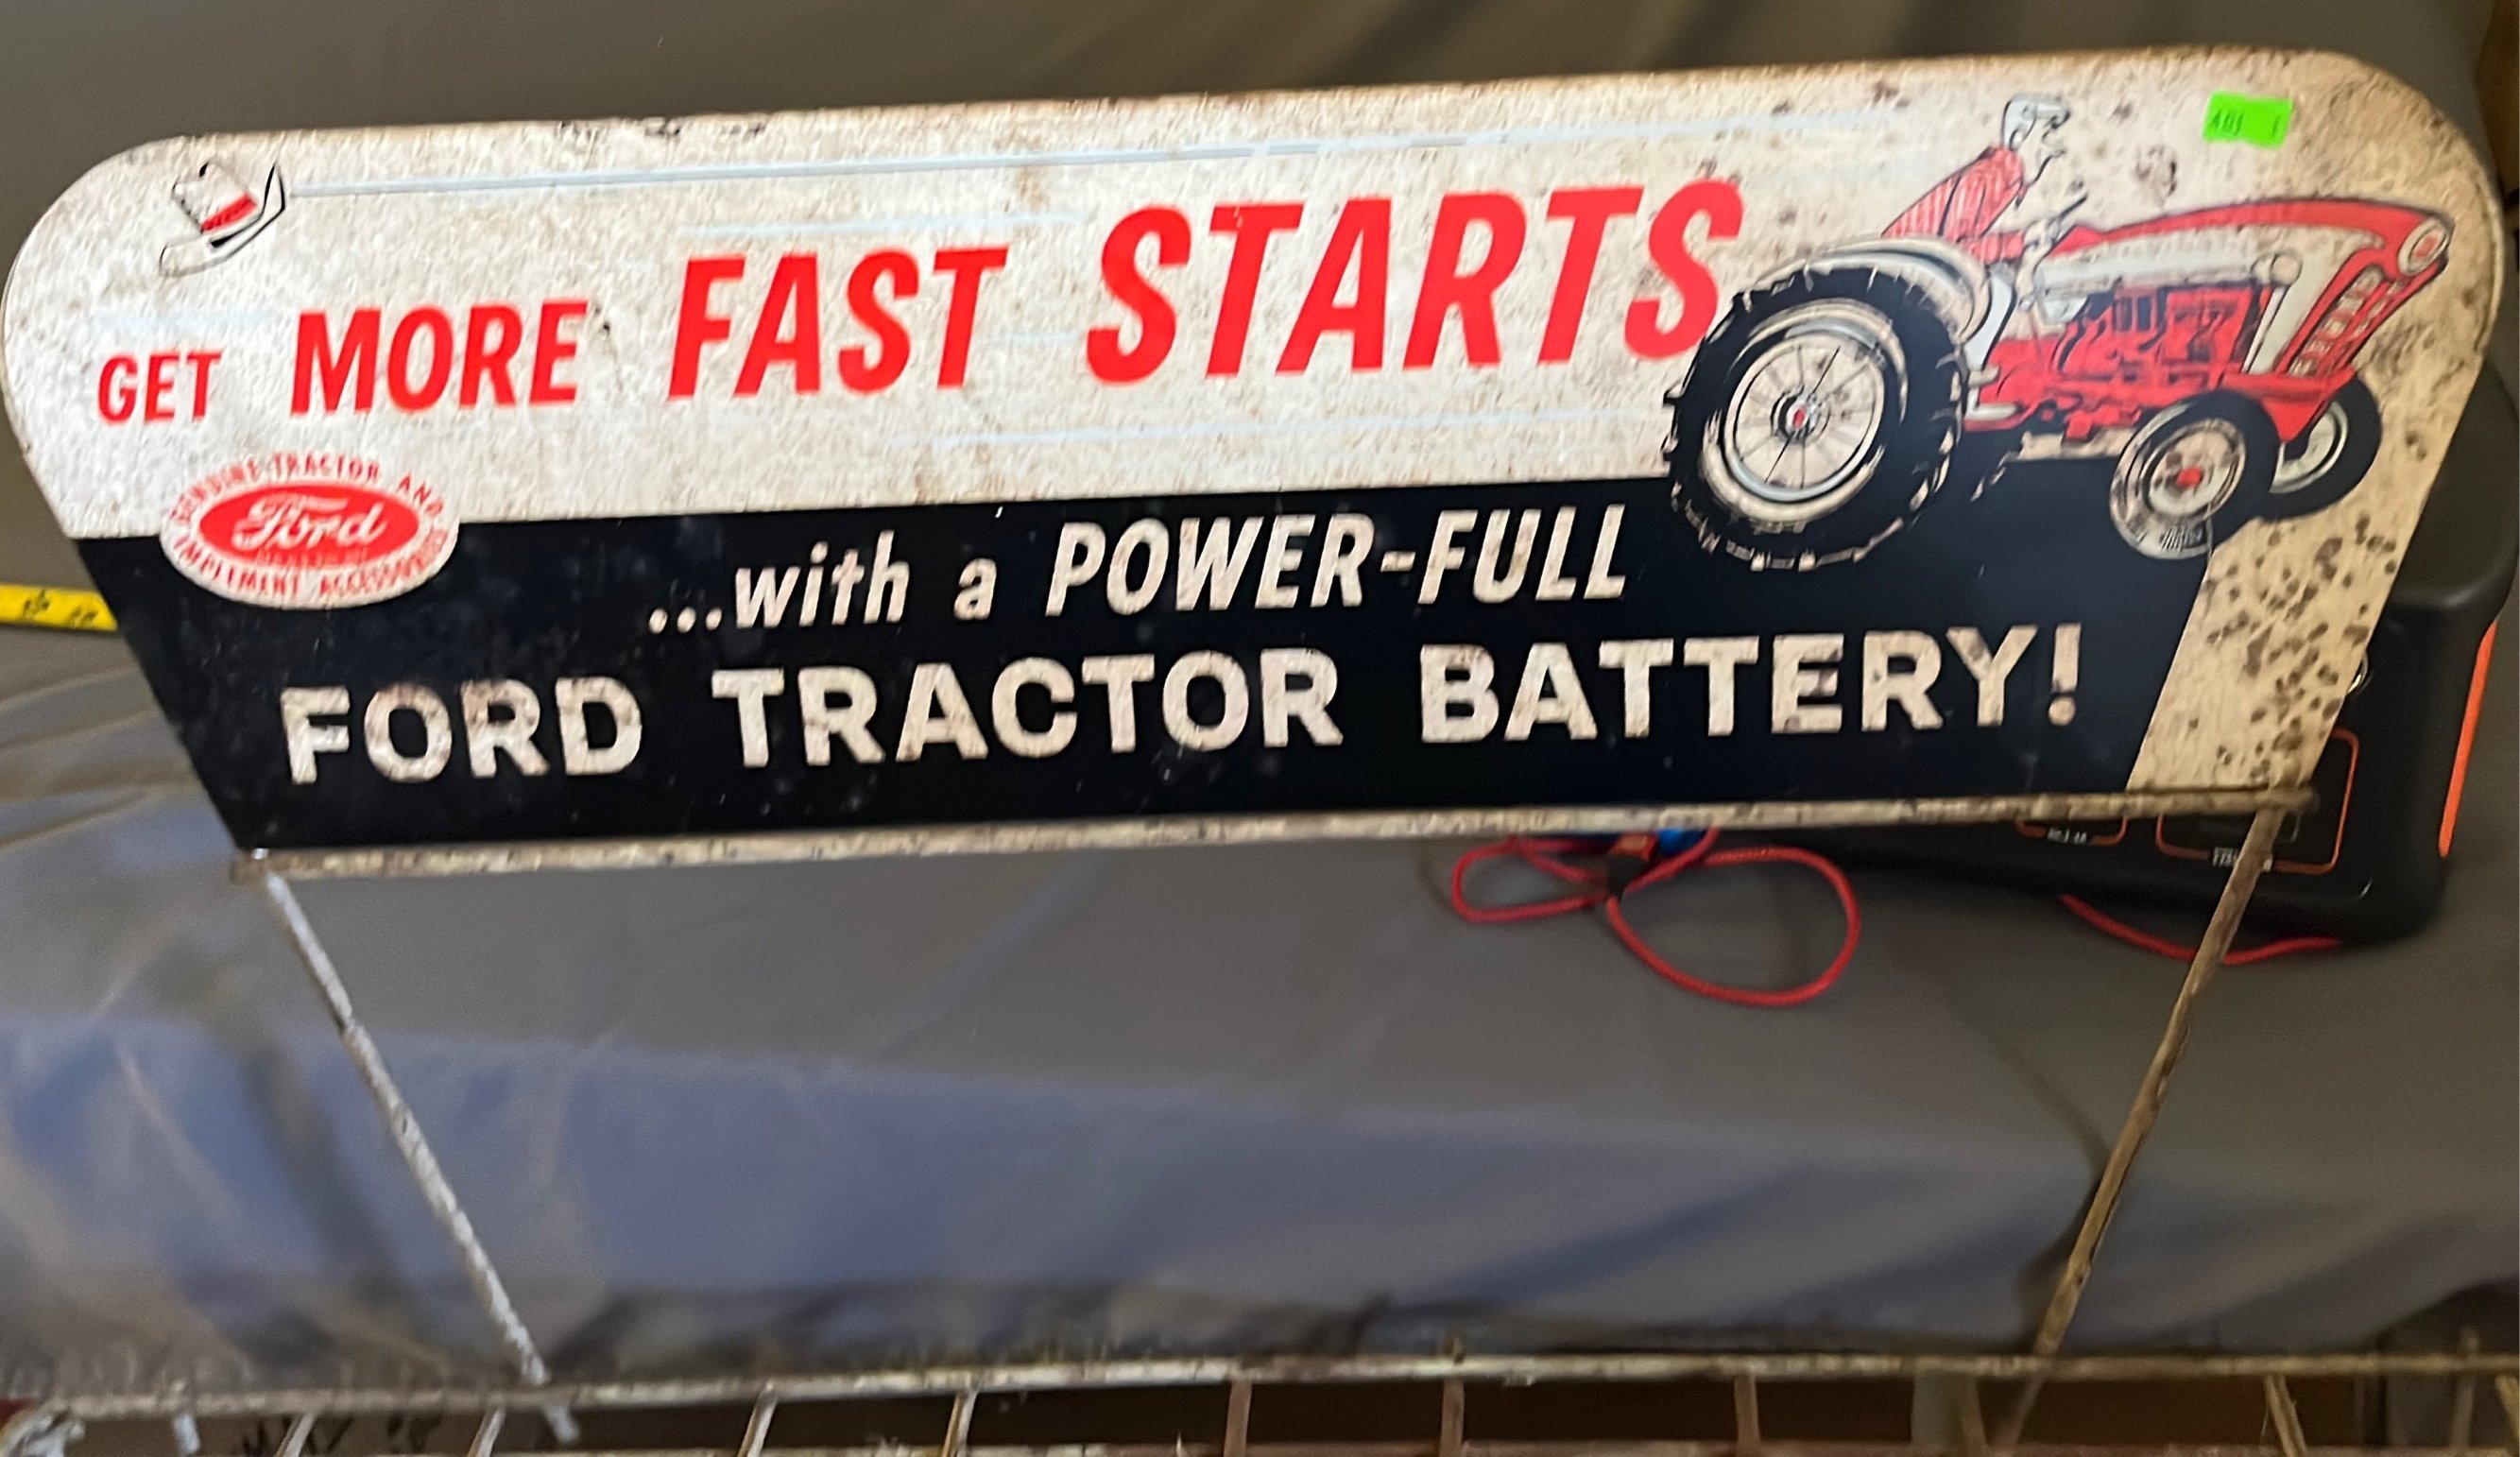 GET MORE FAST STARTS
GENUINE TRACTOR AND
Ford
IMPLEMENT ACCESSORIES
...with a POWER-FULL
FORD TRACTOR BATTERY!